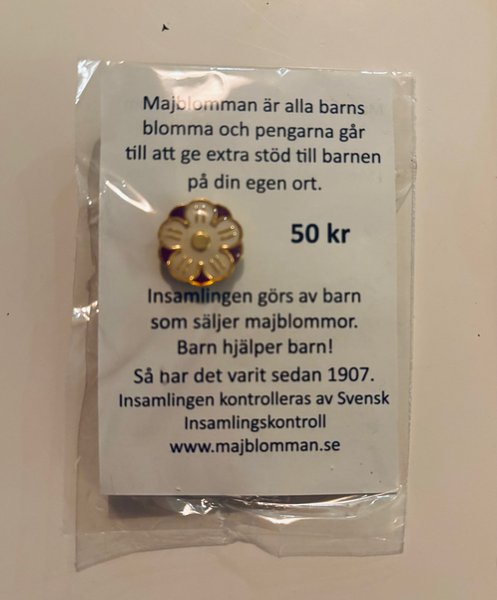 Majblomman är alla barns
blomma och pengarna går
till att ge extra stöd till barnen
på din egen ort.
50 kr
Insamlingen görs av barn
som säljer majblommor.
Barn hjälper barn!
Så har det varit sedan 1907.
Insamlingen kontrolleras av Svensk
Insamlingskontroll
www.majblomman.se